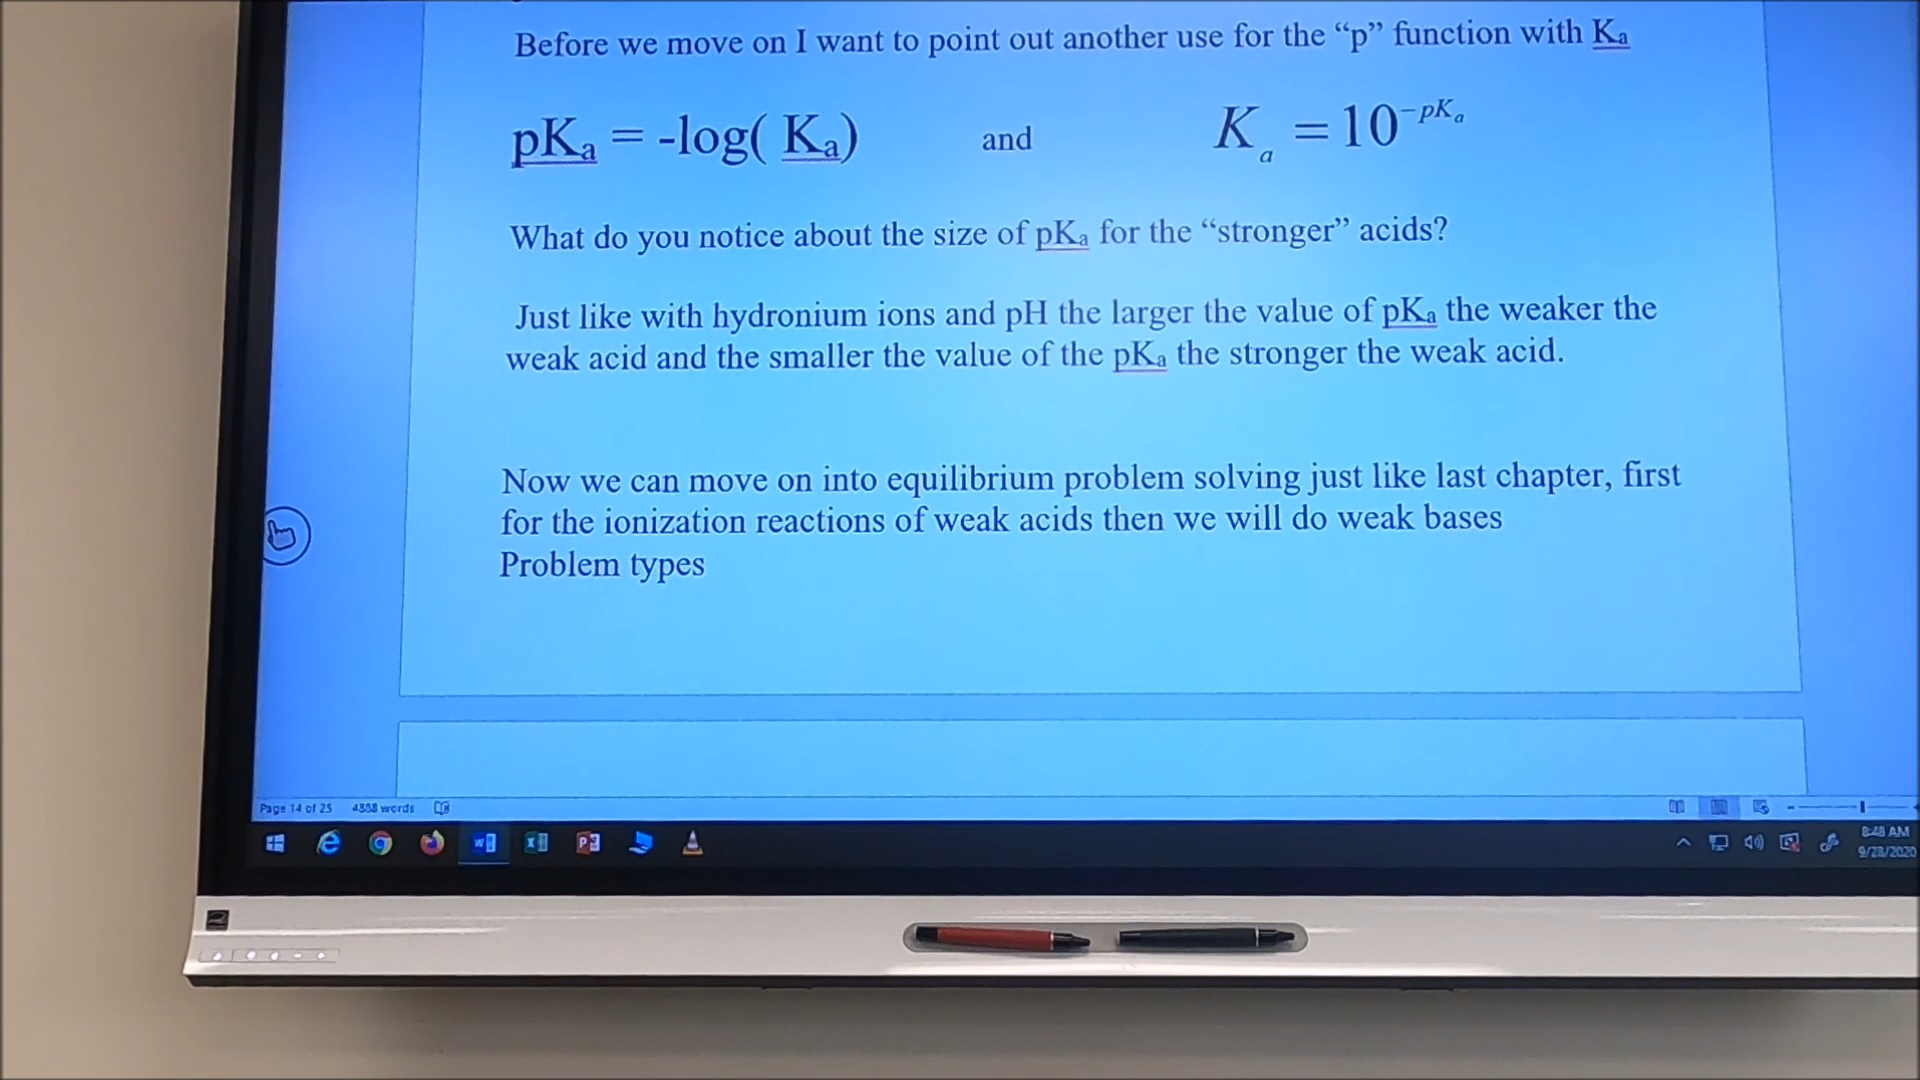 Before we move on I want to point out another use for the “p” function with Ka
pKa = -log( Ka) and K a = 10^-pKa
What do you notice about the size of pKa for the “stronger” acids?
Just like with hydronium ions and pH the larger the value of pKa the weaker the
weak acid and the smaller the value of the pKa the stronger the weak acid.
Now we can move on into equilibrium problem solving just like last chapter, first
for the ionization reactions of weak acids then we will do weak bases
Problem types
Page 14 of 25 words
8:48 AM
9/28/2020